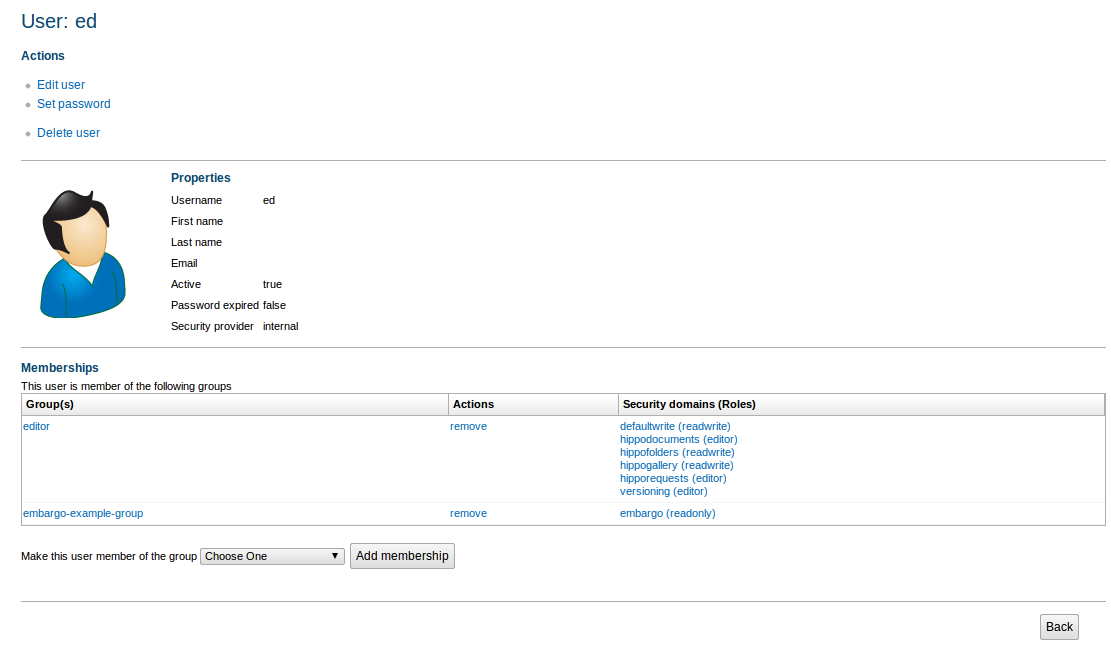 User: ed
Actions
Edit user
Set password
Delete user
Properties
Username ed
First name
Last name
Email
Active true
Password expired false
Security provider internal
Memberships
This user is member of the following groups
Group(s) Actions Security domains (Roles)
editor remove defaultwrite (readwrite)
hippodocuments (editor)
hippofolders (readwrite)
hippogallery (readwrite)
hipporequests (editor)
versioning (editor)
embargo-example-group remove embargo (readonly)
Make this user member of the group Choose One Add membership
Back